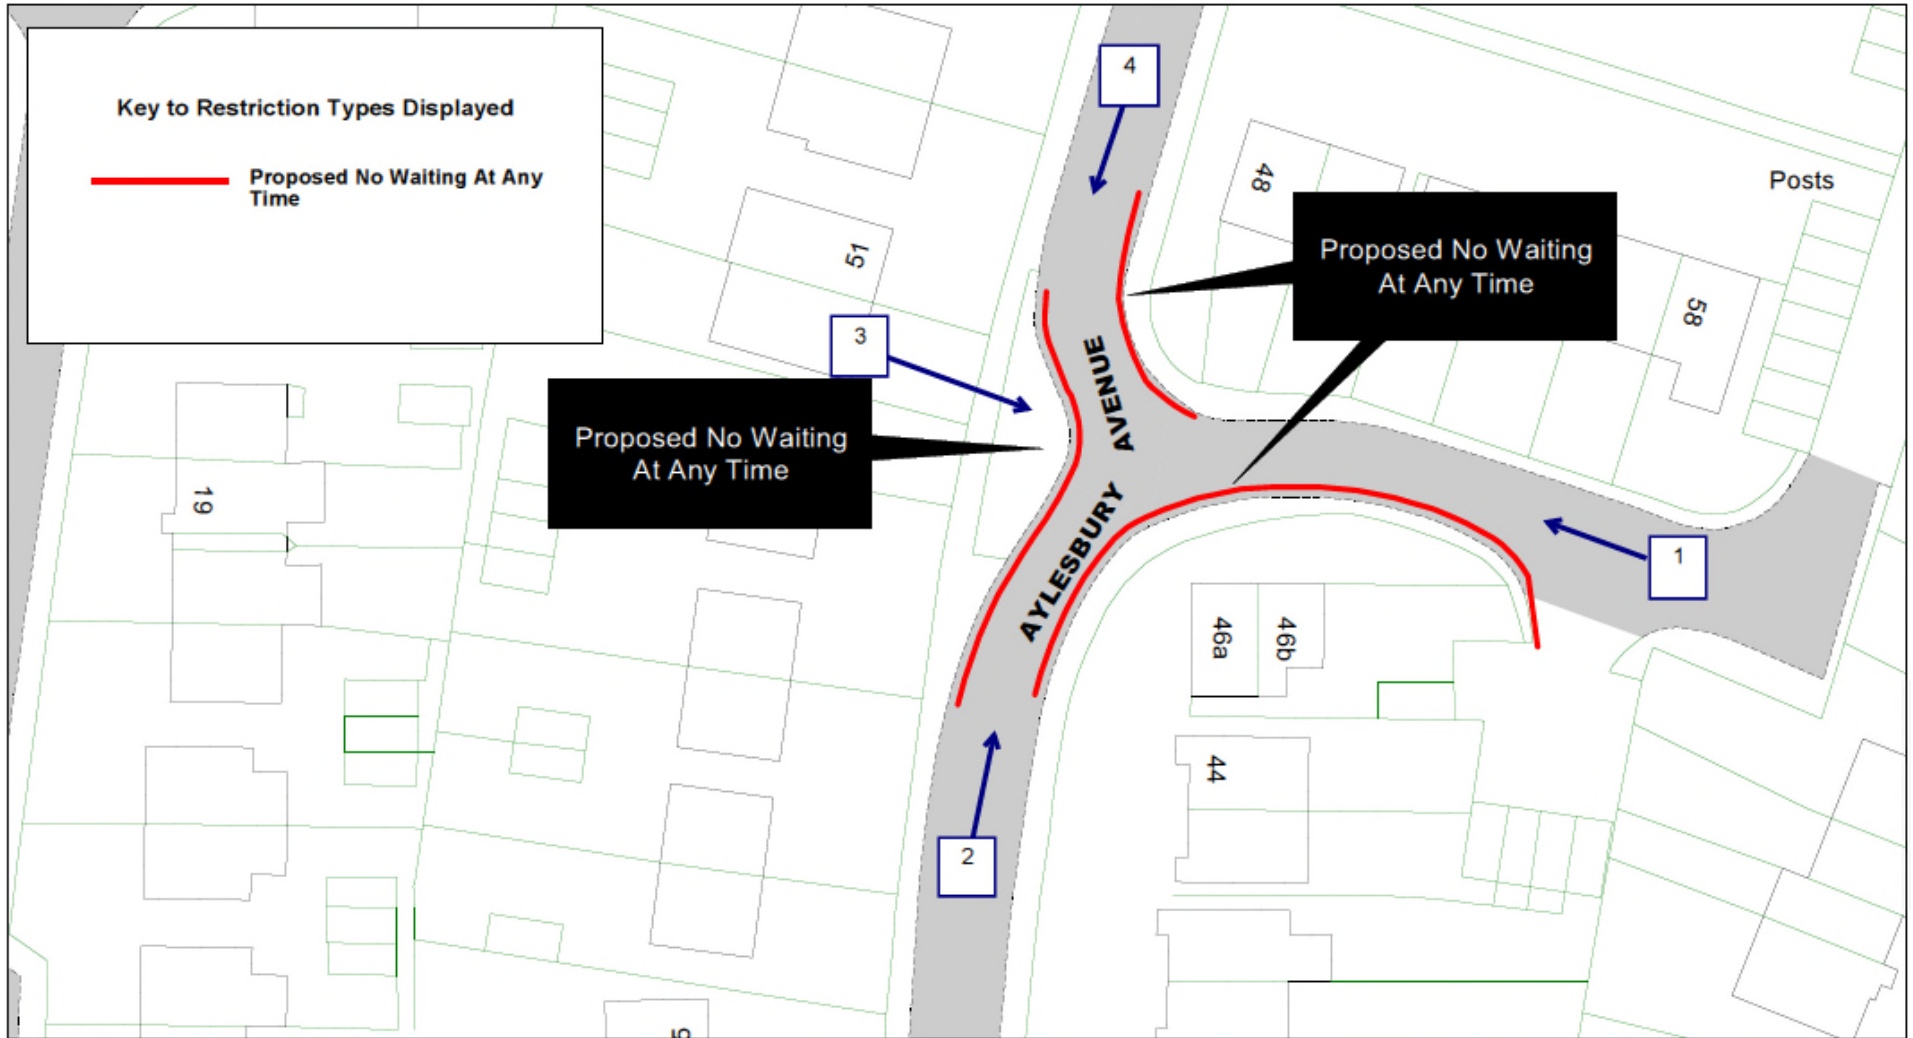 Key to Restriction Types Displayed
Proposed No Waiting At Any
Time
4
48
Posts
51
Proposed No Waiting
At Any Time
58
3
AVENUE
Proposed No Waiting
At Any Time
19
AYLESBURY
1
46a
46b
44
2